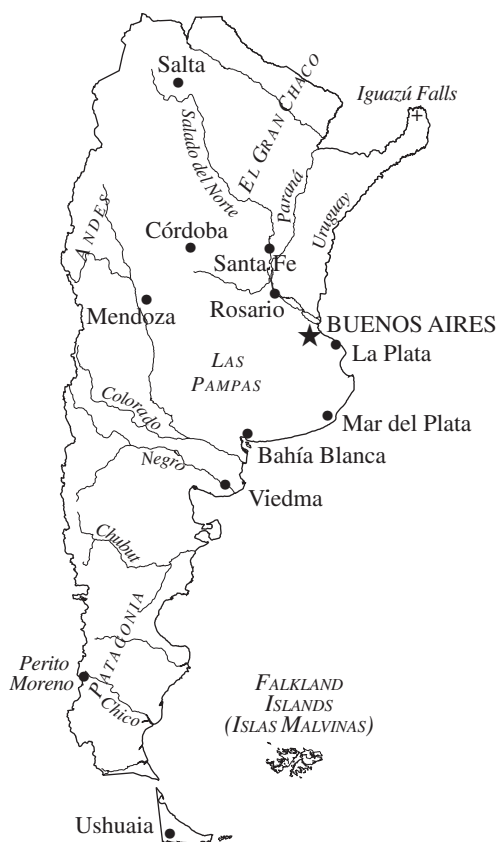 Salta
EL GRAN CHACO
Iguazú Falls
Salado del Norte
Paraná
Uruguay
ANDES
Córdoba
Santa Fe
Mendoza
Rosario
BUENOS AIRES
La Plata
LAS
PAMPAS
Colorado
Mar del Plata
Negro
Bahía Blanca
Viedma
Chubut
PATAGONIA
Perito
Moreno
Chico
FALKLAND
ISLANDS
(ISLAS MALVINAS)
Ushuaia